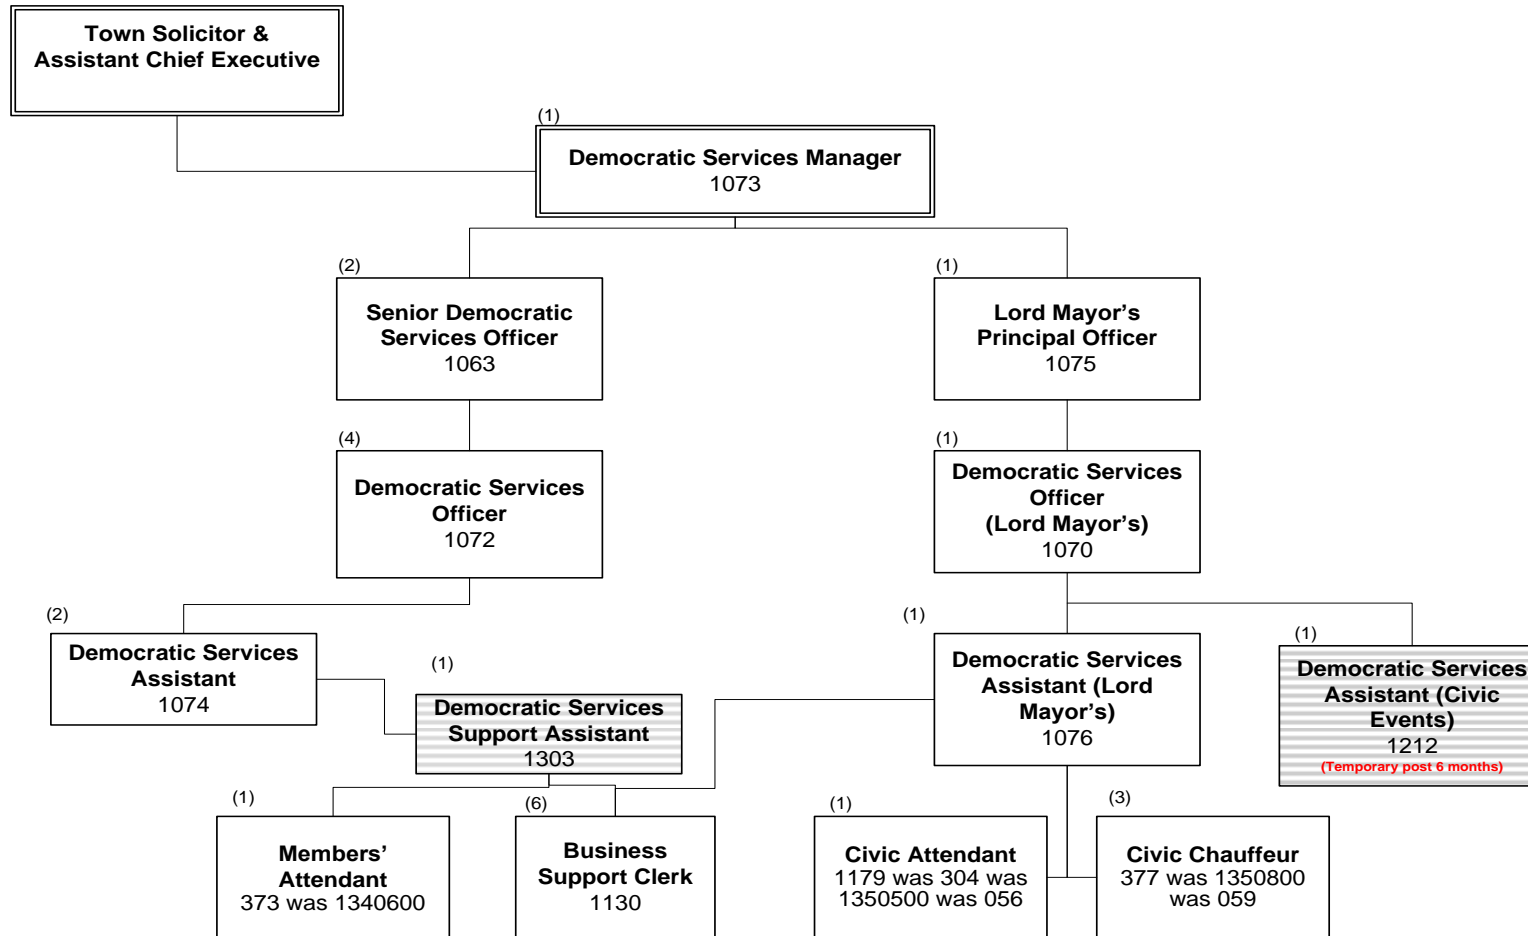 Town Solicitor &
Assistant Chief Executive
(1)
Democratic Services Manager
1073
(2)
Senior Democratic
Services Officer
1063
(1)
Lord Mayor's
Principal Officer
1075
(4)
Democratic Services
Officer
1072
(1)
Democratic Services
Officer
(Lord Mayor's)
1070
(2)
Democratic Services
Assistant
1074
(1)
Democratic Services
Support Assistant
1303
(1)
Democratic Services
Assistant (Lord
Mayor's)
1076
(1)
Democratic Services
Assistant (Civic
Events)
1212
(Temporary post 6 months)
(1)
Members'
Attendant
373 was 1340600
(6)
Business
Support Clerk
1130
(1)
Civic Attendant
1179 was 304 was
1350500 was 056
(3)
Civic Chauffeur
377 was 1350800
was 059